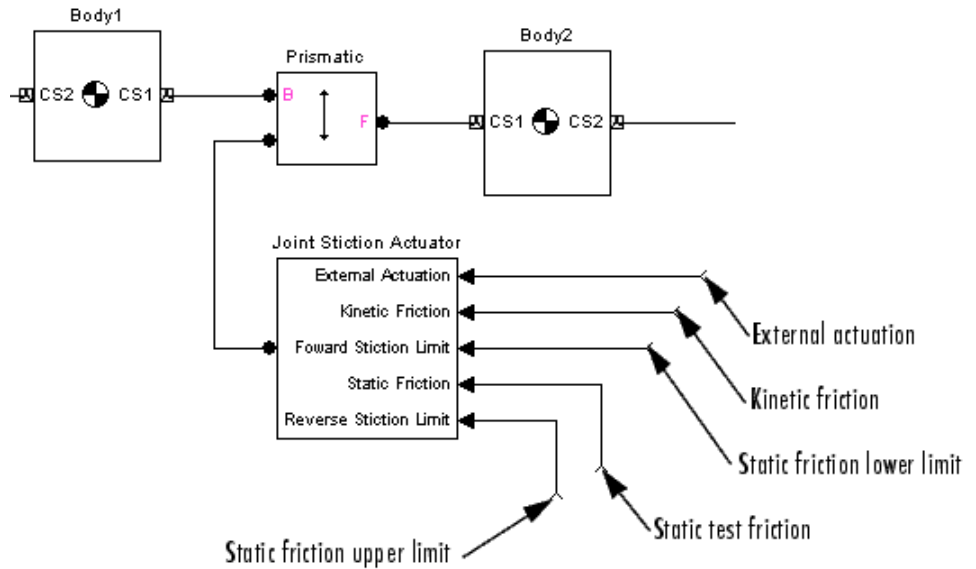 Body1
CS2 CS1
Prismatic
B
F
Body2
CS1 CS2
Joint Stiction Actuator
External Actuation
Kinetic Friction
Foward Stiction Limit
Static Friction
Reverse Stiction Limit
External actuation
Kinetic friction
Static friction lower limit
Static test friction
Static friction upper limit